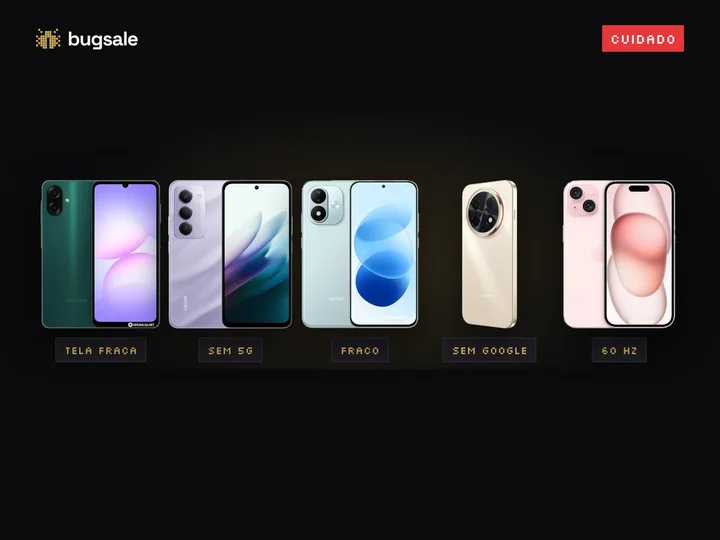 bugsale
CUIDADO
TELA FRACA
SEM 5G
FRACO
SEM GOOGLE
60 HZ